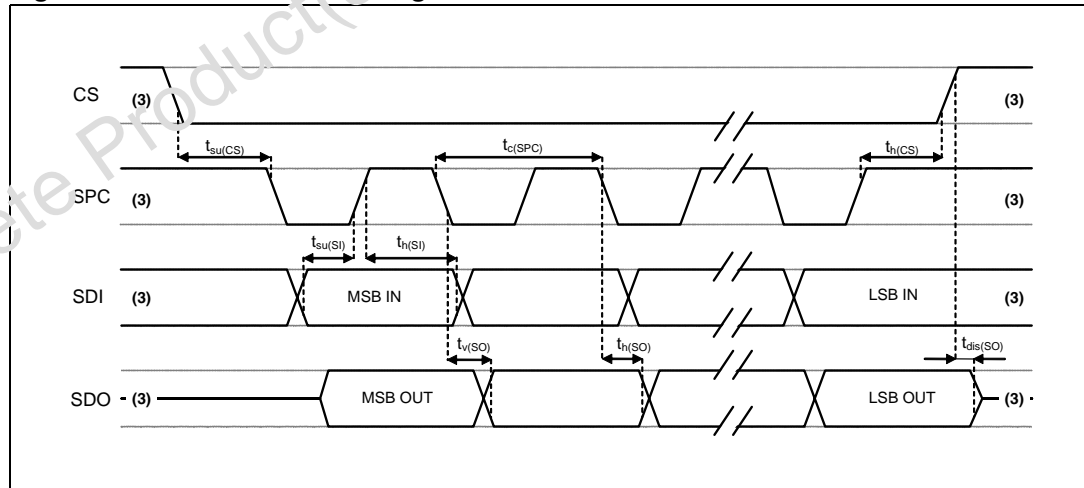 CS (3) (3)
t su(CS) t c(SPC) t h(CS)
SPC (3) (3)
t su(SI) t h(SI)
SDI (3) MSB IN LSB IN (3)
t v(SO) t h(SO) t dis(SO)
SDO (3) MSB OUT LSB OUT (3)